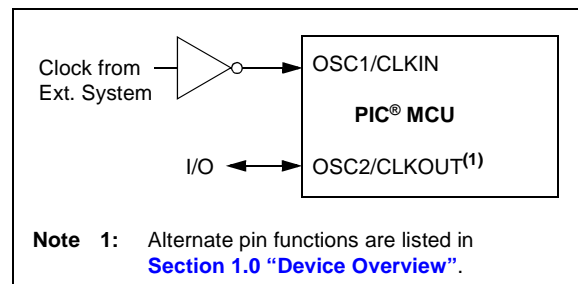 Clock from
Ext. System
OSC1/CLKIN
PIC® MCU
I/O
OSC2/CLKOUT(1)
Note 1: Alternate pin functions are listed in
Section 1.0 “Device Overview”.